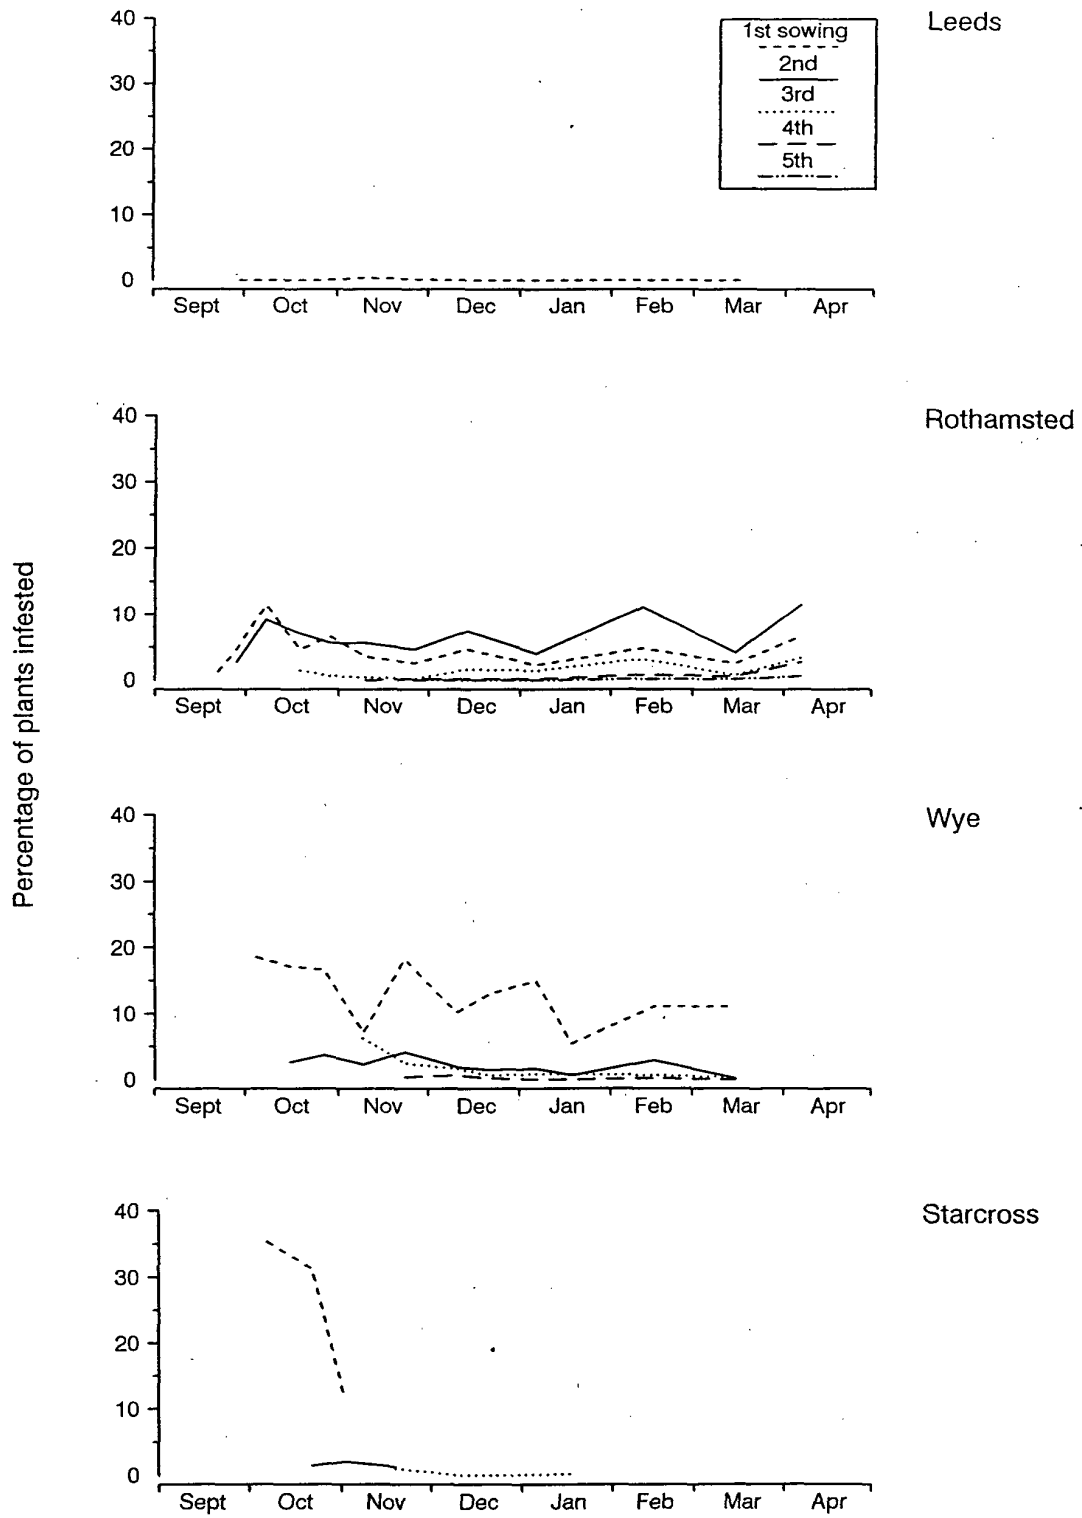 Leeds
1st sowing
2nd
3rd
4th
5th
40
30
20
10
0
Sept Oct Nov Dec Jan Feb Mar Apr
Rothamsted
40
30
20
10
0
Sept Oct Nov Dec Jan Feb Mar Apr
Percentage of plants infested
Wye
40
30
20
10
0
Sept Oct Nov Dec Jan Feb Mar Apr
Starcross
40
30
20
10
0
Sept Oct Nov Dec Jan Feb Mar Apr